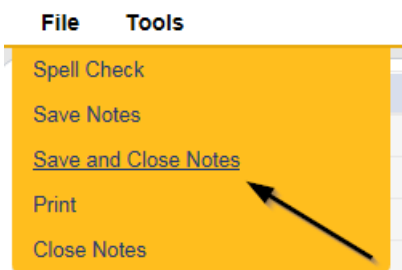 File Tools
Spell Check
Save Notes
Save and Close Notes
Print
Close Notes